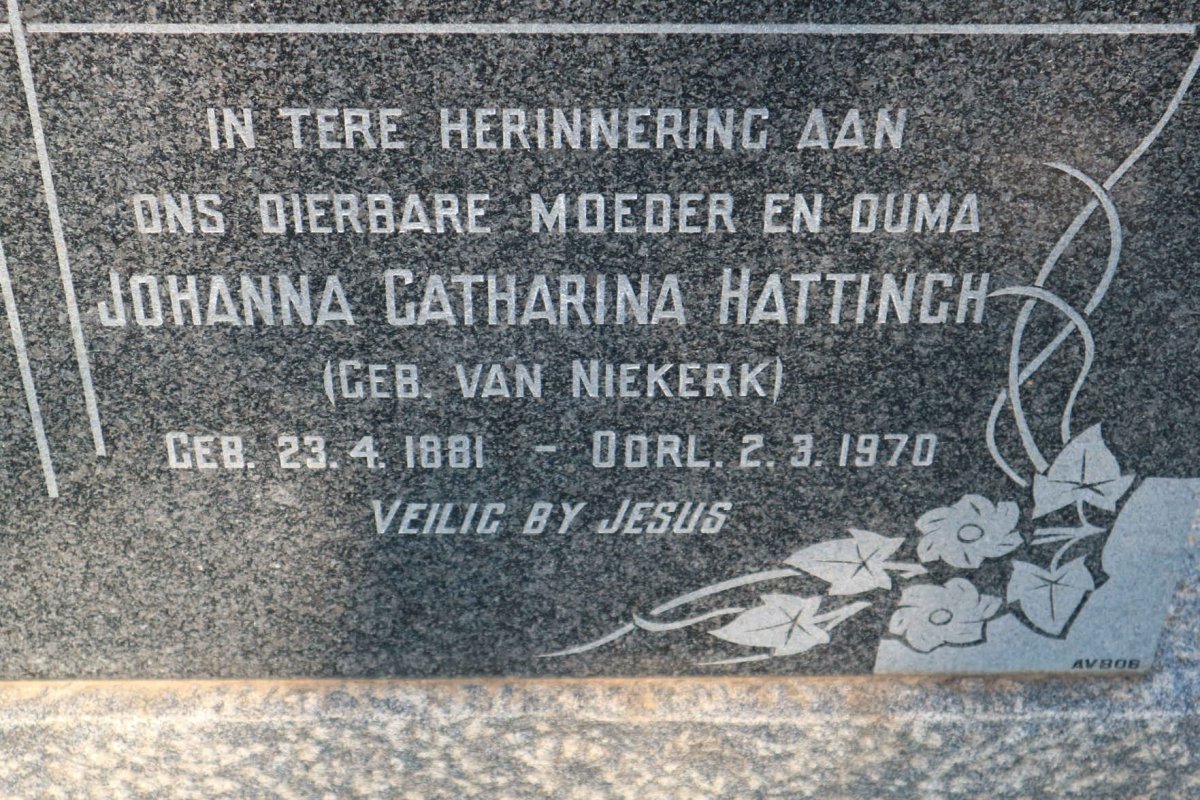 IN TERE HERINNERING AAN
ONS DIERBARE MOEDER EN OUMA
JOHANNA CATHARINA HATTINGH
(GEB. VAN NIEKERK)
GEB. 23.4.1881 - OORL. 2.3.1970
VEILIG BY JESUS
AVBOB